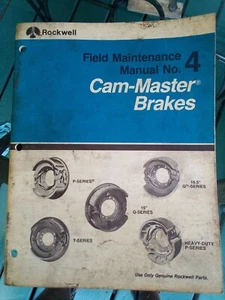 Rockwell
Field Maintenance
Manual No. 4
Cam-Master®
Brakes
P-SERIES®
16.5"
Q™-SERIES
15"
Q-SERIES
T-SERIES
HEAVY-DUTY
P-SERIES
Use Only Genuine Rockwell Parts.